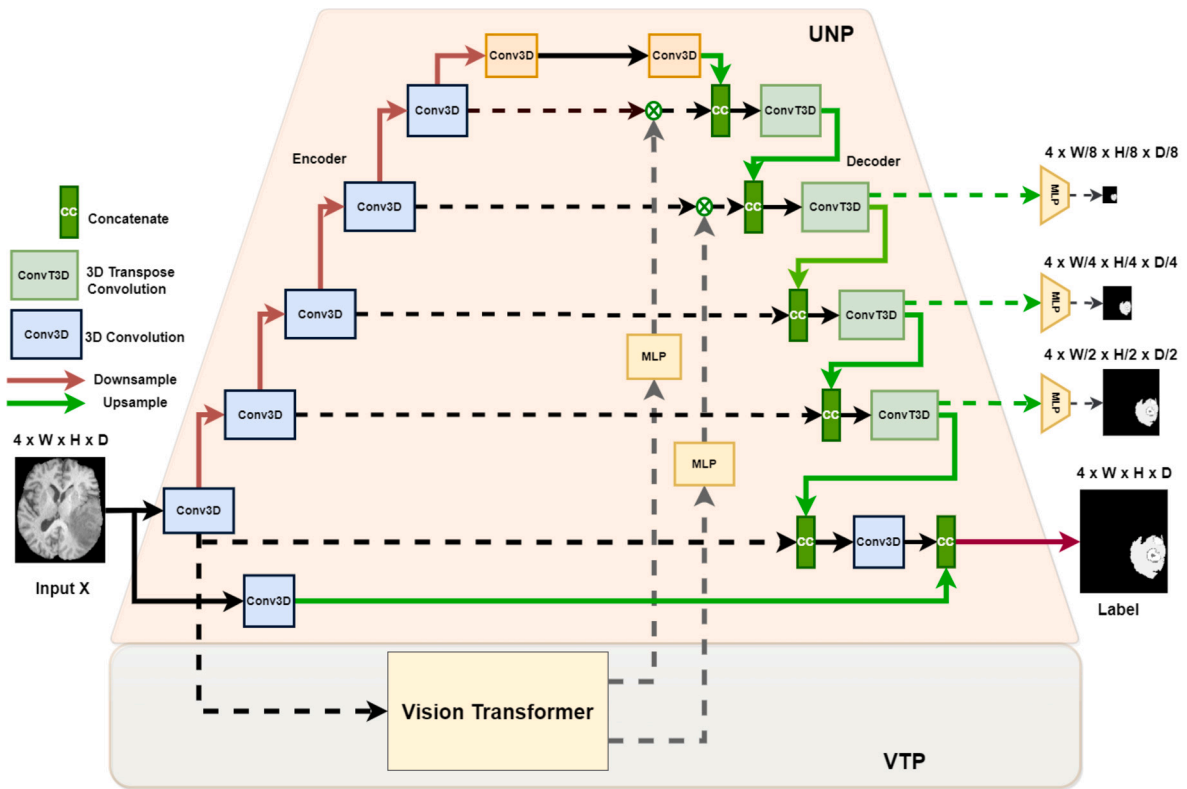 UNP
Conv3D
Conv3D
Conv3D
CC
ConvT3D
Encoder
Decoder
4 x W/8 x H/8 x D/8
CC
Concatenate
Conv3D
CC
ConvT3D
MLP
ConvT3D
3D Transpose
Convolution
4 x W/4 x H/4 x D/4
Conv3D
CC
ConvT3D
MLP
Conv3D
3D Convolution
MLP
4 x W/2 x H/2 x D/2
Downsample
Upsample
Conv3D
CC
ConvT3D
MLP
4 x W x H x D
MLP
4 x W x H x D
Conv3D
CC
Conv3D
CC
Input X
Conv3D
Label
Vision Transformer
VTP